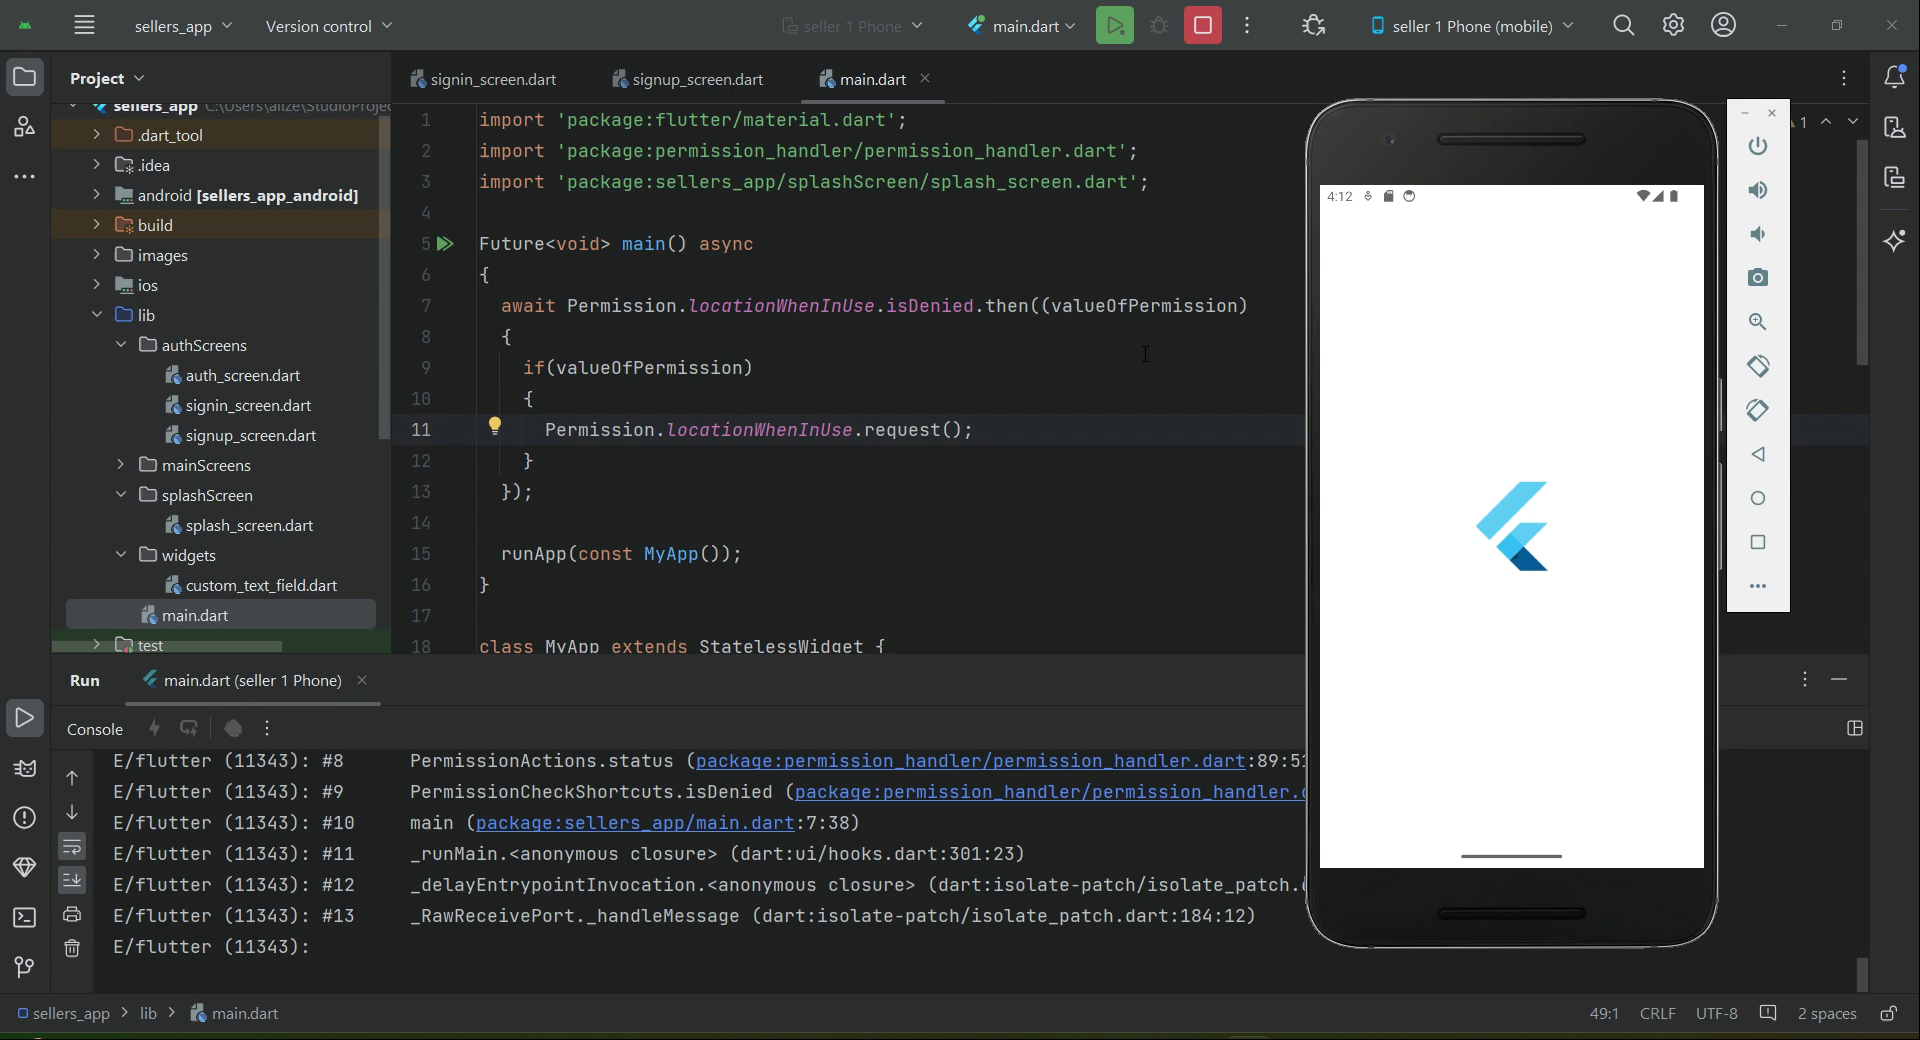 sellers_app
Version control
seller 1 Phone
main.dart
seller 1 Phone (mobile)
Project
signin_screen.dart
signup_screen.dart
main.dart
sellers_app
.dart_tool
.idea
android [sellers_app_android]
build
images
ios
lib
authScreens
auth_screen.dart
signin_screen.dart
signup_screen.dart
mainScreens
splashScreen
splash_screen.dart
widgets
custom_text_field.dart
main.dart
test
1 import 'package:flutter/material.dart';
2 import 'package:permission_handler/permission_handler.dart';
3 import 'package:sellers_app/splashScreen/splash_screen.dart';
4
5 Future<void> main() async
6 {
7 await Permission.locationWhenInUse.isDenied.then((valueOfPermission)
8 {
9 if(valueOfPermission)
10 {
11 Permission.locationWhenInUse.request();
12 }
13 });
14
15 runApp(const MyApp());
16 }
17
18 class MyApp extends StatelessWidget {
1
4:12
Run
main.dart (seller 1 Phone)
Console
E/flutter (11343): #8 PermissionActions.status (package:permission_handler/permission_handler.dart:89:51
E/flutter (11343): #9 PermissionCheckShortcuts.isDenied (package:permission_handler/permission_handler.
E/flutter (11343): #10 main (package:sellers_app/main.dart:7:38)
E/flutter (11343): #11 _runMain.<anonymous closure> (dart:ui/hooks.dart:301:23)
E/flutter (11343): #12 _delayEntrypointInvocation.<anonymous closure> (dart:isolate-patch/isolate_patch.
E/flutter (11343): #13 _RawReceivePort._handleMessage (dart:isolate-patch/isolate_patch.dart:184:12)
E/flutter (11343):
sellers_app
lib
main.dart
49:1
CRLF
UTF-8
2 spaces